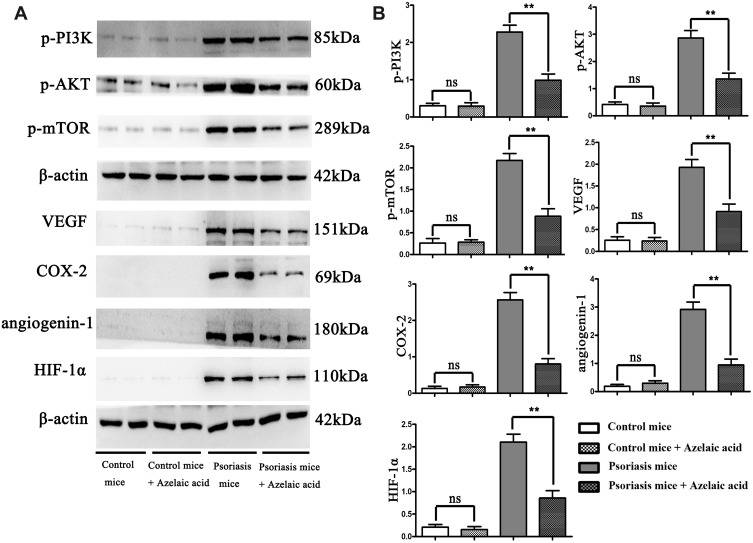 A
p-PI3K
85kDa
p-AKT
60kDa
p-mTOR
289kDa
β-actin
42kDa
VEGF
151kDa
COX-2
69kDa
angiogenin-1
180kDa
HIF-1α
110kDa
β-actin
42kDa
Control
mice
Control mice
+ Azelaic acid
Psoriasis
mice
Psoriasis mice
+ Azelaic acid
B
p-PI3K
3
2
1
0
ns
**
p-AKT
4
3
2
1
0
ns
**
p-mTOR
2.5
2.0
1.5
1.0
0.5
0.0
ns
**
VEGF
2.5
2.0
1.5
1.0
0.5
0.0
ns
**
COX-2
3
2
1
0
ns
**
angiogenin-1
4
3
2
1
0
ns
**
HIF-1α
2.5
2.0
1.5
1.0
0.5
0.0
ns
**
Control mice
Control mice + Azelaic acid
Psoriasis mice
Psoriasis mice + Azelaic acid